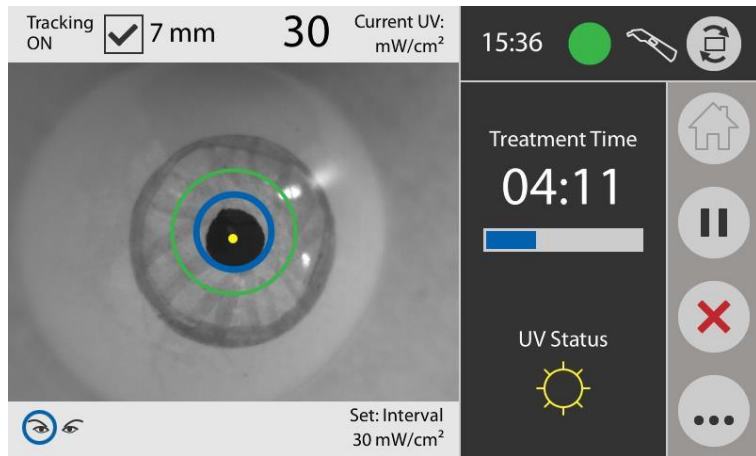 Tracking
ON
7 mm
30
Current UV:
mW/cm²
15:36
Treatment Time
04:11
UV Status
Set: Interval
30 mW/cm²